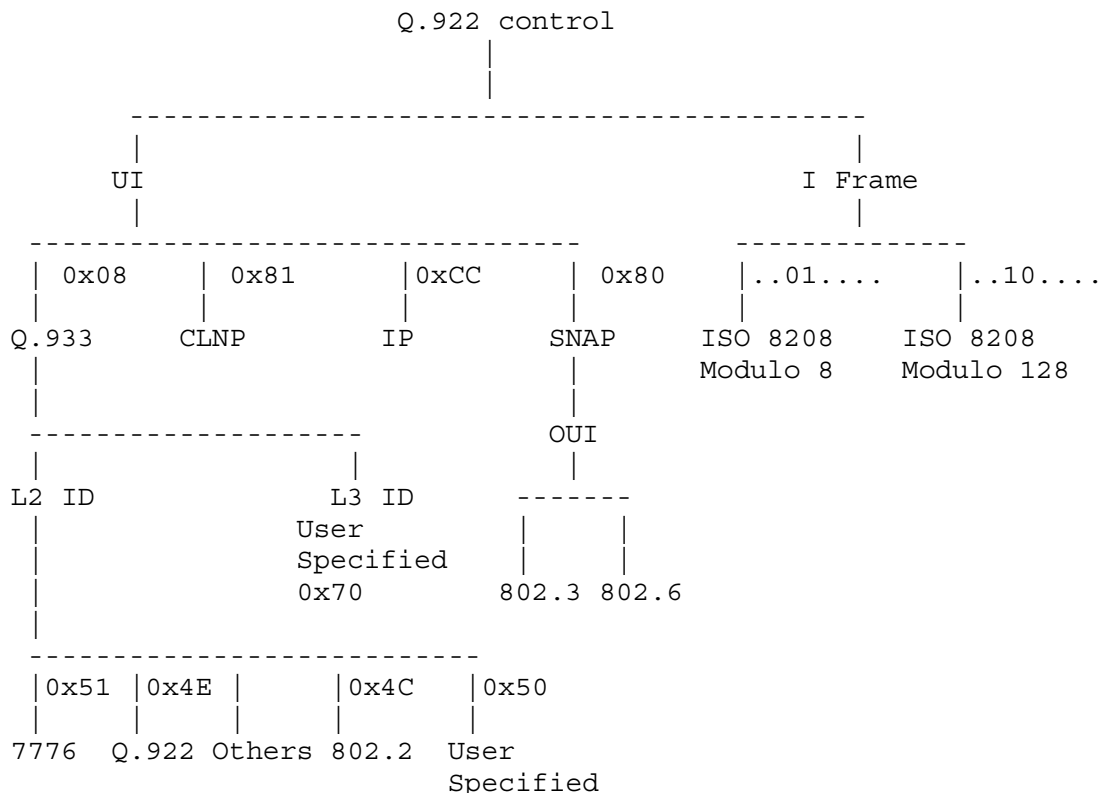 Q.922 control
UI I Frame
0x08 0x81 0xCC 0x80 ..01.... ..10....
Q.933 CLNP IP SNAP ISO 8208 ISO 8208
Modulo 8 Modulo 128
OUI
L2 ID L3 ID
User
Specified
0x70 802.3 802.6
0x51 0x4E 0x4C 0x50
7776 Q.922 Others 802.2 User
Specified